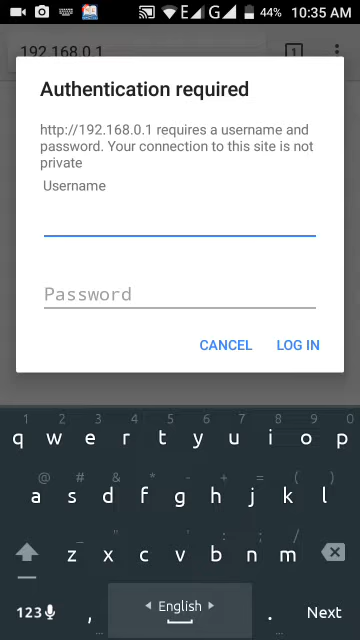 E G 44% 10:35 AM
192.168.0.1 1
Authentication required
http://192.168.0.1 requires a username and
password. Your connection to this site is not
private
Username
Password
CANCEL LOG IN
1 2 3 4 5 6 7 8 9 0
q w e r t y u i o p
@ # & * - + = ( )
a s d f g h j k l
_ " ' : ; /
z x c v b n m
123 , English . Next